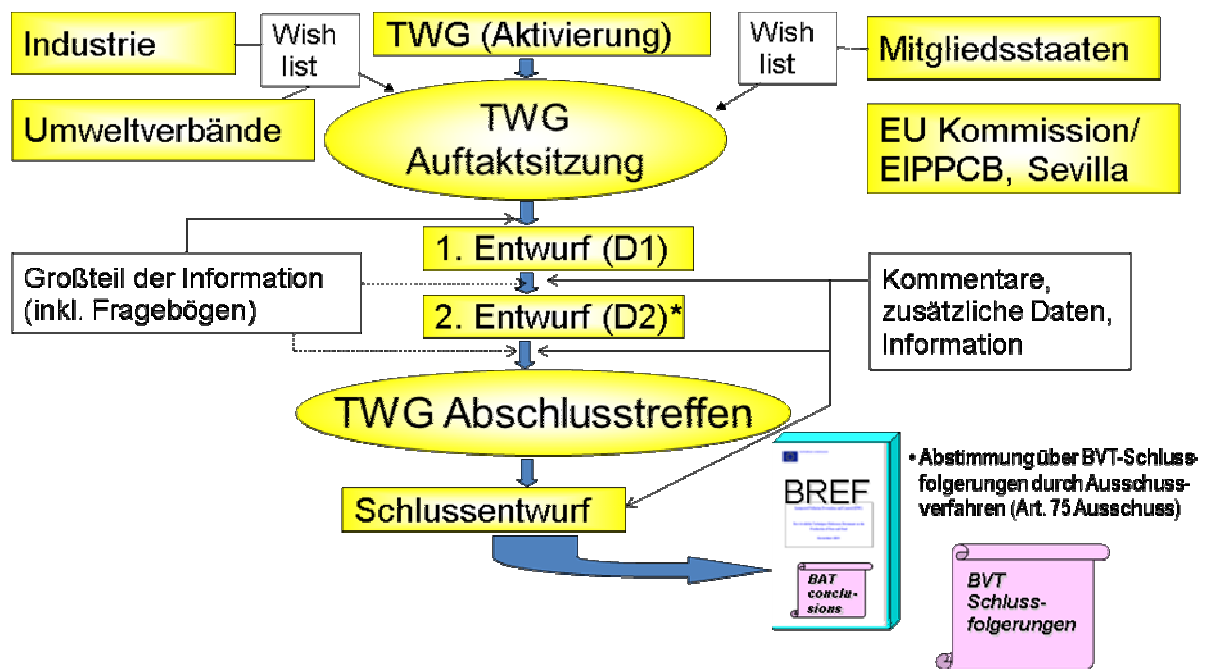 Industrie
Wish
list
TWG (Aktivierung)
Wish
list
Mitgliedsstaaten
Umweltverbände
TWG
Auftaktsitzung
EU Kommission/
EIPPCB, Sevilla
1. Entwurf (D1)
Großteil der Information
(inkl. Fragebögen)
Kommentare,
zusätzliche Daten,
Information
2. Entwurf (D2)*
TWG Abschlusstreffen
Schlussentwurf
BREF
BAT
conclu-
sions
• Abstimmung über BVT-Schluss-
folgerungen durch Ausschuss-
verfahren (Art. 75 Ausschuss)
BVT
Schluss-
folgerungen